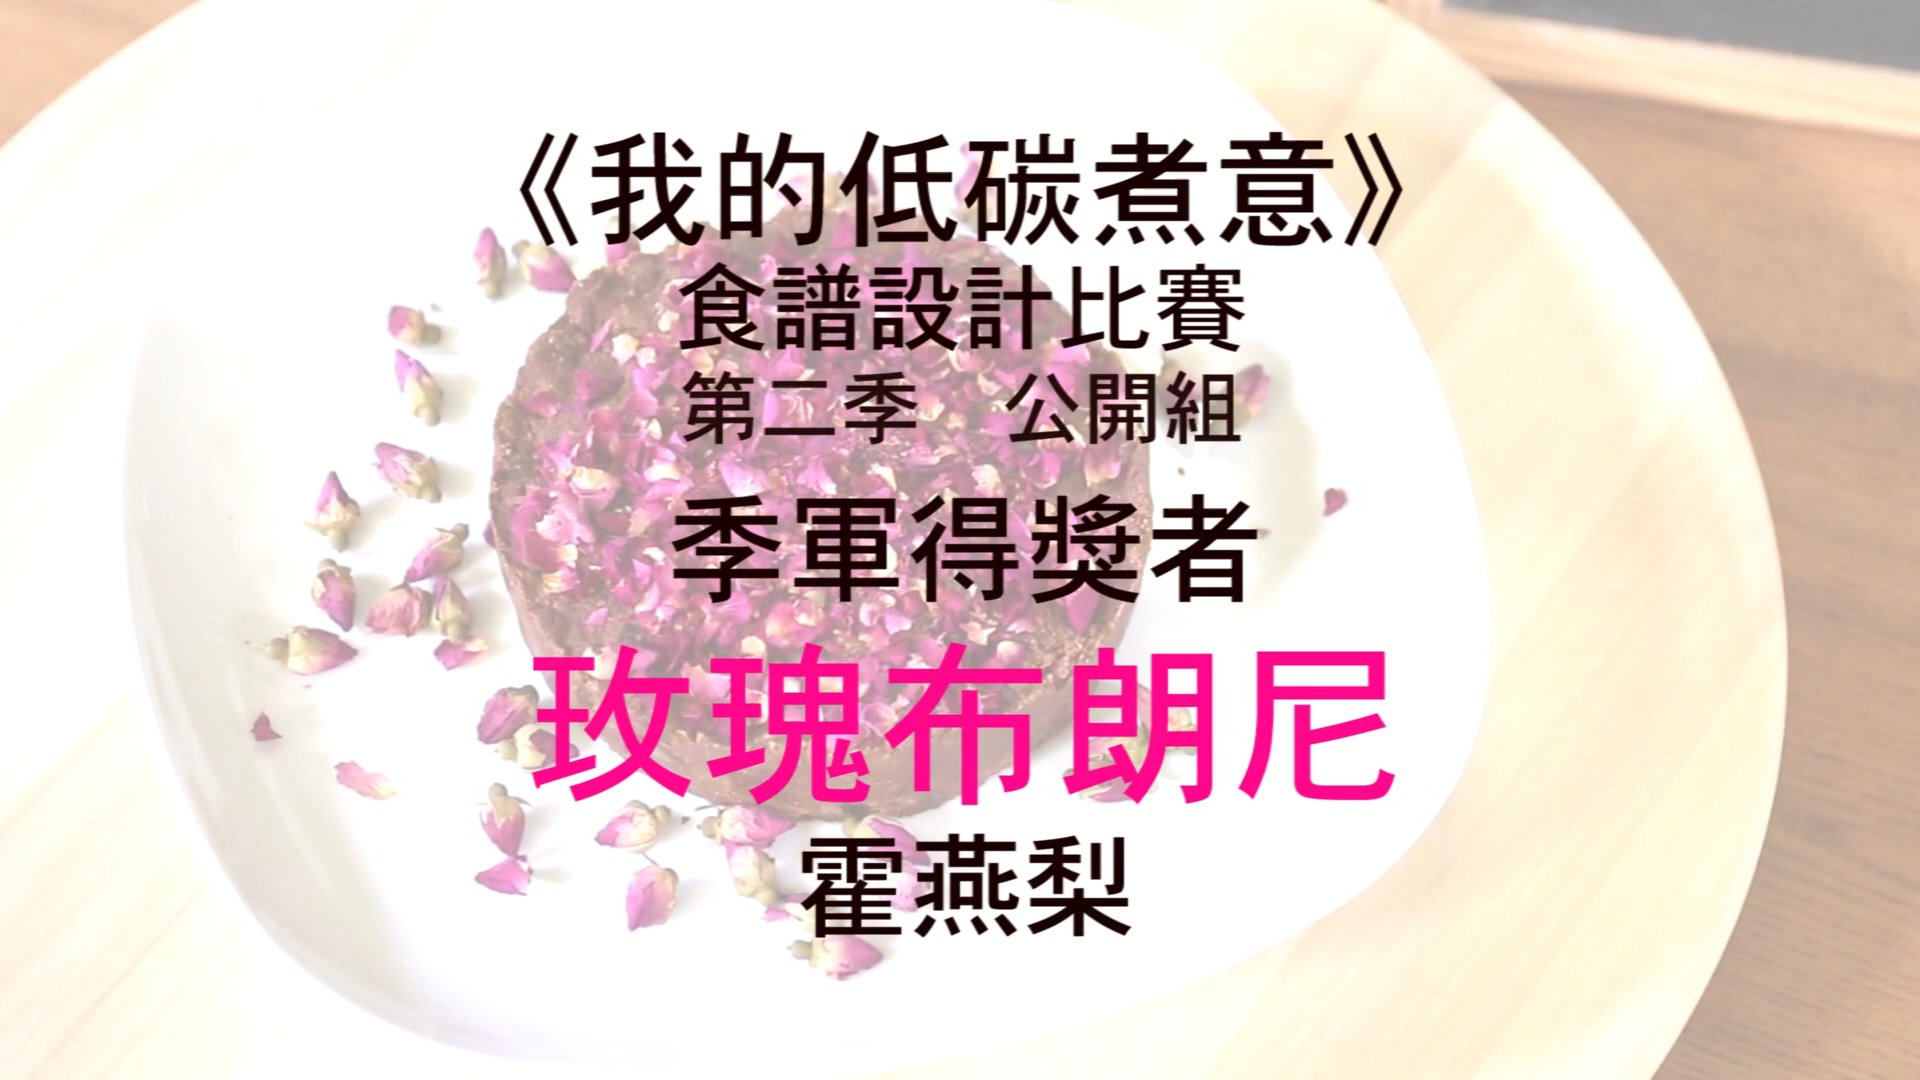 《我的低碳煮意》
食譜設計比賽
第二季　公開組
季軍得獎者
玫瑰布朗尼
霍燕梨